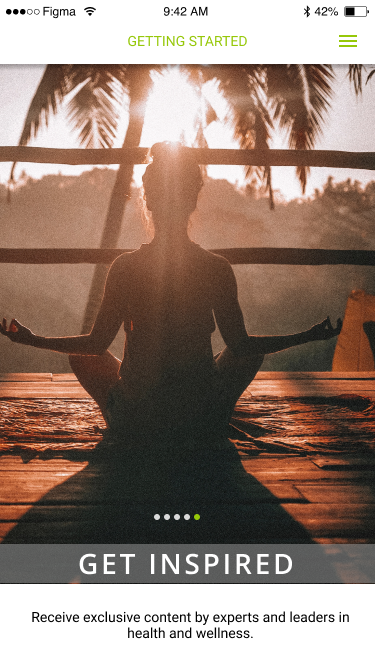 Figma 9:42 AM 42%
GETTING STARTED
GET INSPIRED
Receive exclusive content by experts and leaders in
health and wellness.